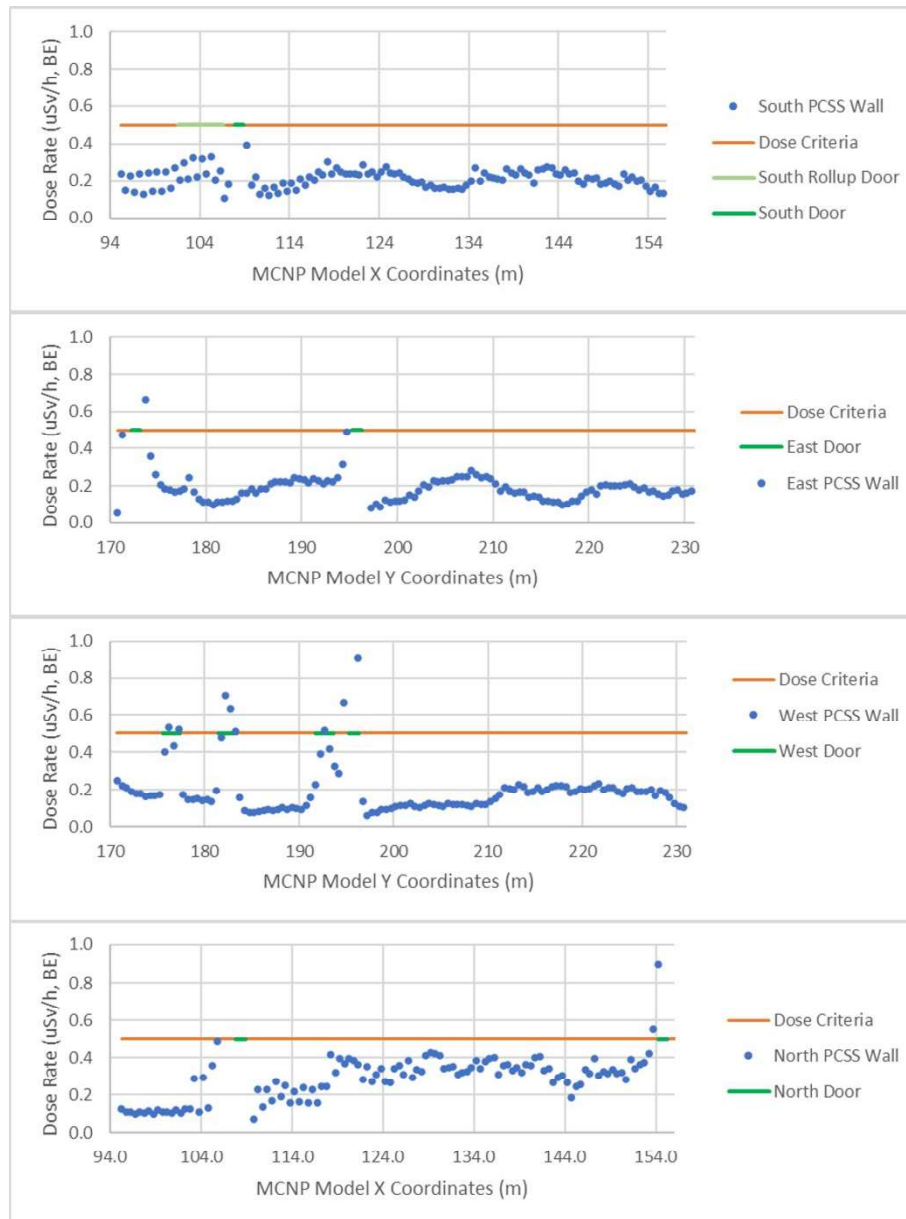 Dose Rate (uSv/h, BE)
1.0
0.8
0.6
0.4
0.2
0.0
94 104 114 124 134 144 154
MCNP Model X Coordinates (m)
South PCSS Wall
Dose Criteria
South Rollup Door
South Door
Dose Rate (uSv/h, BE)
1.0
0.8
0.6
0.4
0.2
0.0
170 180 190 200 210 220 230
MCNP Model Y Coordinates (m)
Dose Criteria
East Door
East PCSS Wall
Dose Rate (uSv/h, BE)
1.0
0.8
0.6
0.4
0.2
0.0
170 180 190 200 210 220 230
MCNP Model Y Coordinates (m)
Dose Criteria
West PCSS Wall
West Door
Dose Rate (uSv/h, BE)
1.0
0.8
0.6
0.4
0.2
0.0
94.0 104.0 114.0 124.0 134.0 144.0 154.0
MCNP Model X Coordinates (m)
Dose Criteria
North PCSS Wall
North Door